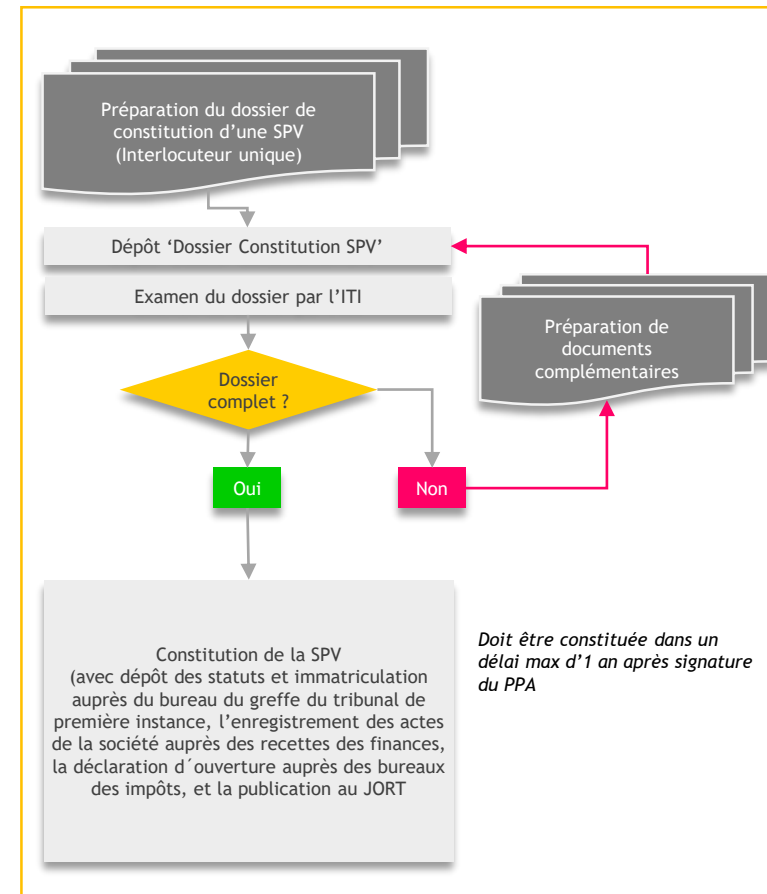 Préparation du dossier de
constitution d’une SPV
(Interlocuteur unique)
Dépôt ‘Dossier Constitution SPV’
Examen du dossier par l’ITI
Préparation de
documents
complémentaires
Dossier
complet ?
Oui
Non
Constitution de la SPV
(avec dépôt des statuts et immatriculation
auprès du bureau du greffe du tribunal de
première instance, l’enregistrement des actes
de la société auprès des recettes des finances,
la déclaration d´ouverture auprès des bureaux
des impôts, et la publication au JORT
Doit être constituée dans un
délai max d’1 an après signature
du PPA